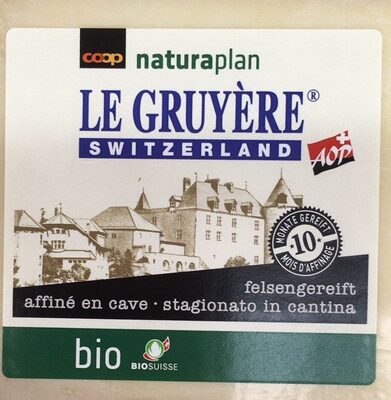 coop naturaplan
LE GRUYÈRE®
SWITZERLAND
AOP
MONATE GEREIFT
10
MOIS D'AFFINAGE
felsengereift
affiné en cave · stagionato in cantina
bio
BIOSUISSE